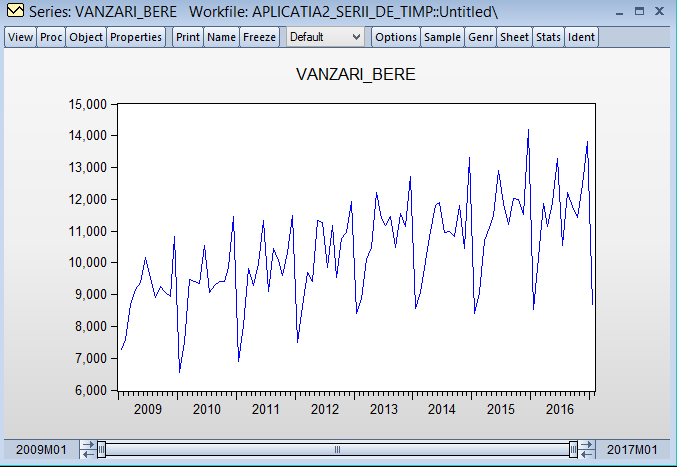 Series: VANZARI_BERE Workfile: APLICATIA2_SERII_DE_TIMP::Untitled\
View Proc Object Properties Print Name Freeze Default Options Sample Genr Sheet Stats Ident
VANZARI_BERE
15,000
14,000
13,000
12,000
11,000
10,000
9,000
8,000
7,000
6,000
2009 2010 2011 2012 2013 2014 2015 2016
2009M01 2017M01